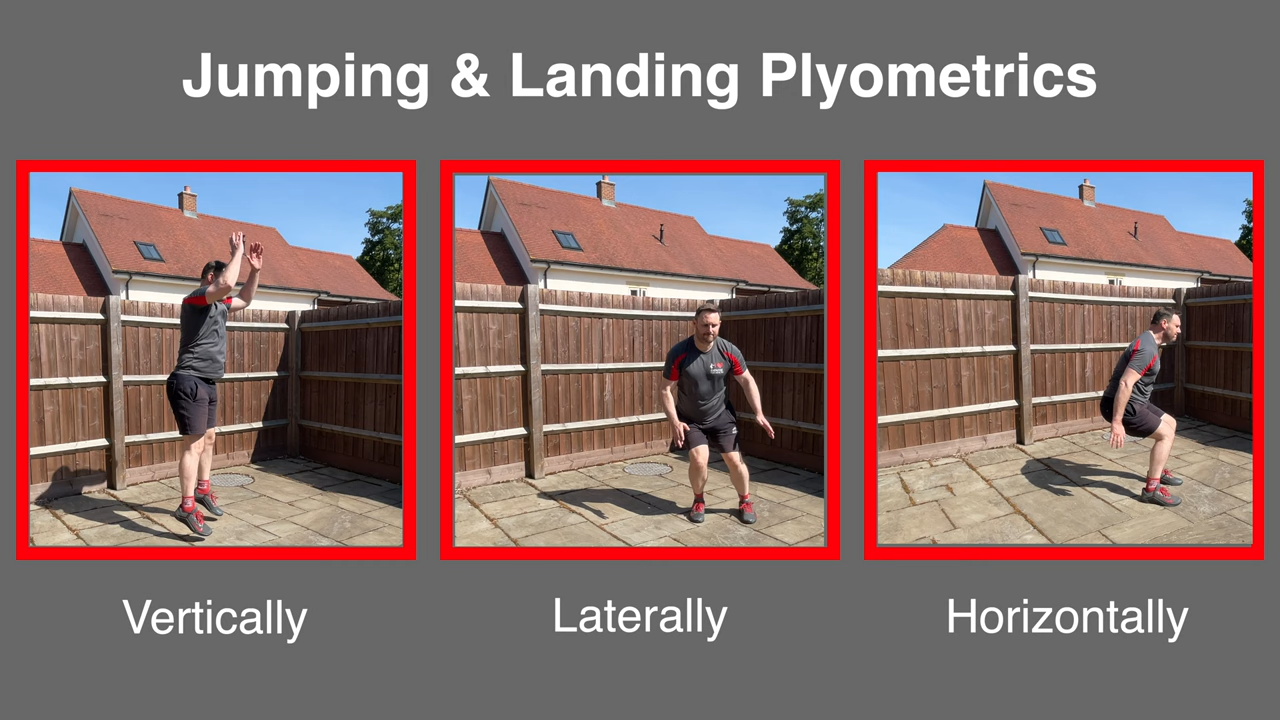 Jumping & Landing Plyometrics
Vertically
Laterally
Horizontally